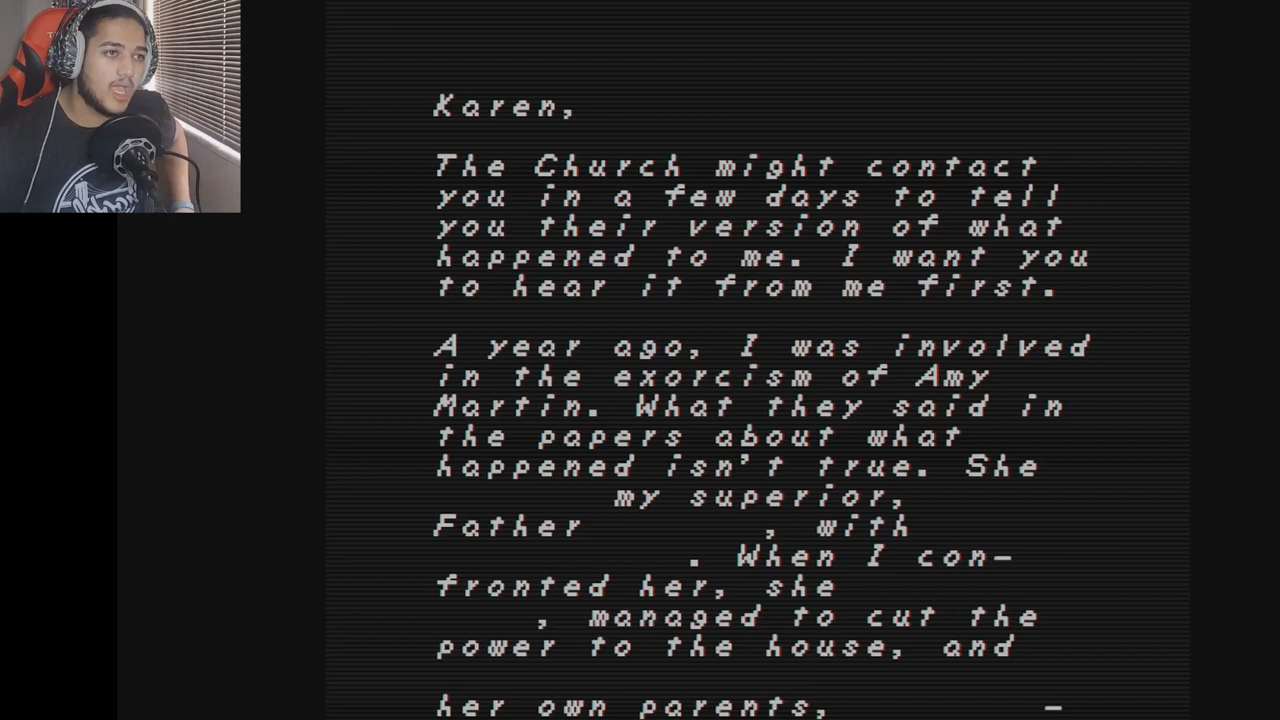 Karen,
The Church might contact
you in a few days to tell
you their version of what
happened to me. I want you
to hear it from me first.
A year ago, I was involved
in the exorcism of Amy
Martin. What they said in
the papers about what
happened isn't true. She
my superior,
Father , with
. When I con-
fronted her, she
, managed to cut the
power to the house, and
her own parents, -